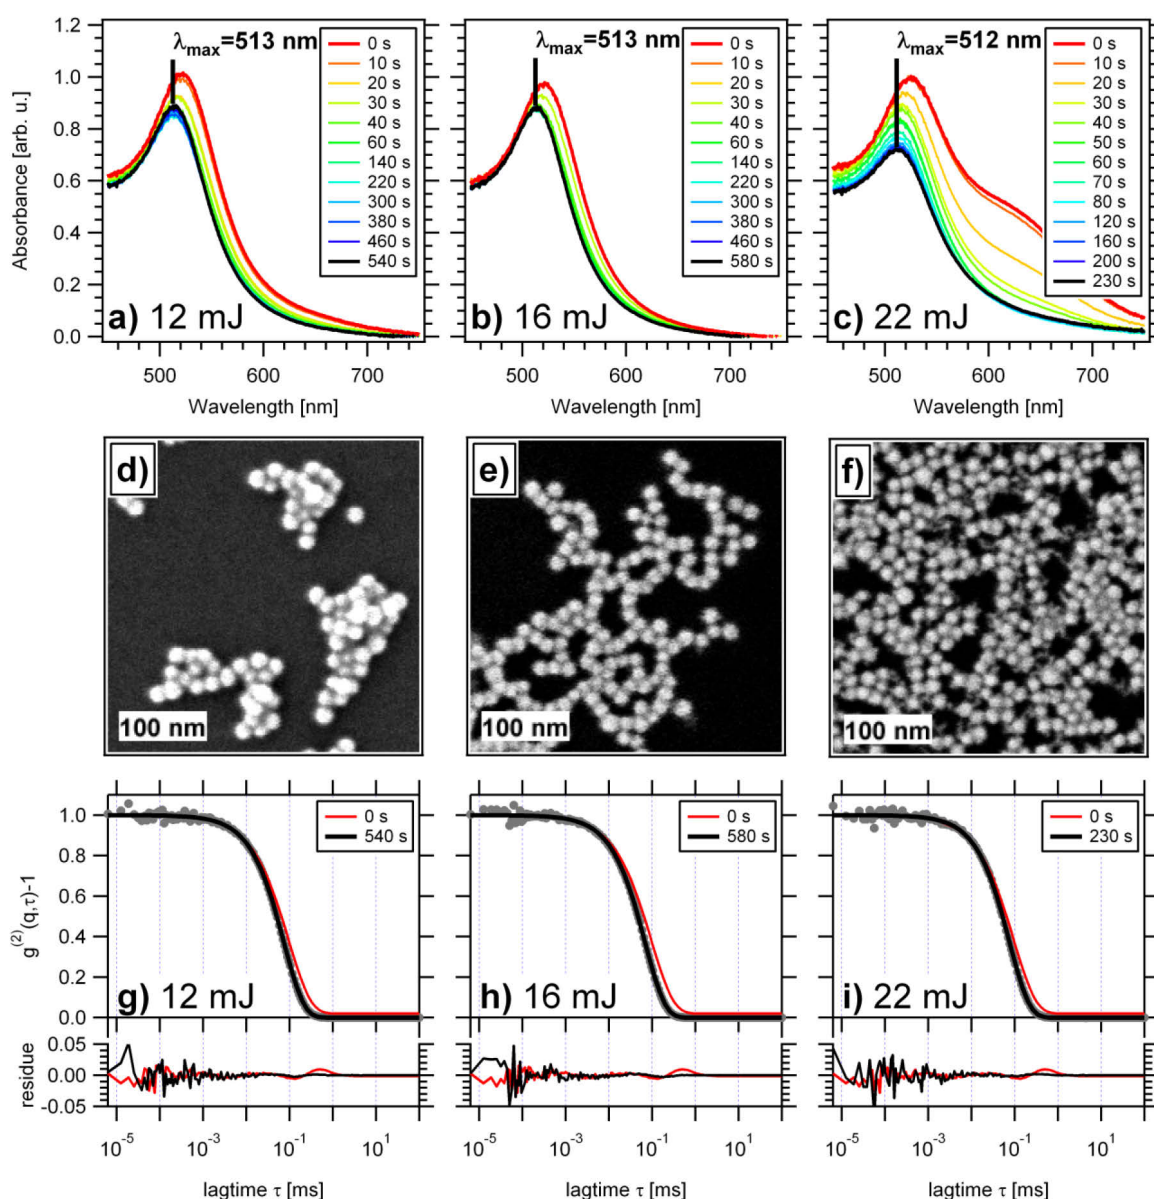 1.2
1.0
0.8
0.6
0.4
0.2
0.0
Absorbance [arb. u.]
λmax=513 nm
0 s
10 s
20 s
30 s
40 s
60 s
140 s
220 s
300 s
380 s
460 s
540 s
a) 12 mJ
500
600
700
Wavelength [nm]
λmax=513 nm
0 s
10 s
20 s
30 s
40 s
60 s
140 s
220 s
300 s
380 s
460 s
580 s
b) 16 mJ
500
600
700
Wavelength [nm]
λmax=512 nm
0 s
10 s
20 s
30 s
40 s
50 s
60 s
70 s
80 s
120 s
160 s
200 s
230 s
c) 22 mJ
500
600
700
Wavelength [nm]
d)
100 nm
e)
100 nm
f)
100 nm
1.0
0.8
0.6
0.4
0.2
0.0
g(2)(q,τ)-1
0 s
540 s
g) 12 mJ
0 s
580 s
h) 16 mJ
0 s
230 s
i) 22 mJ
0.05
0.00
-0.05
residue
10-5
10-3
10-1
101
lagtime τ [ms]
10-5
10-3
10-1
101
lagtime τ [ms]
10-5
10-3
10-1
101
lagtime τ [ms]